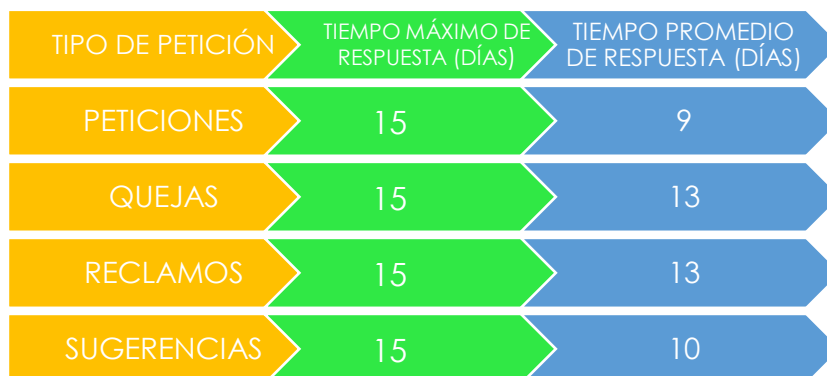 TIPO DE PETICIÓN
TIEMPO MÁXIMO DE
RESPUESTA (DÍAS)
TIEMPO PROMEDIO
DE RESPUESTA (DÍAS)
PETICIONES 15 9
QUEJAS 15 13
RECLAMOS 15 13
SUGERENCIAS 15 10